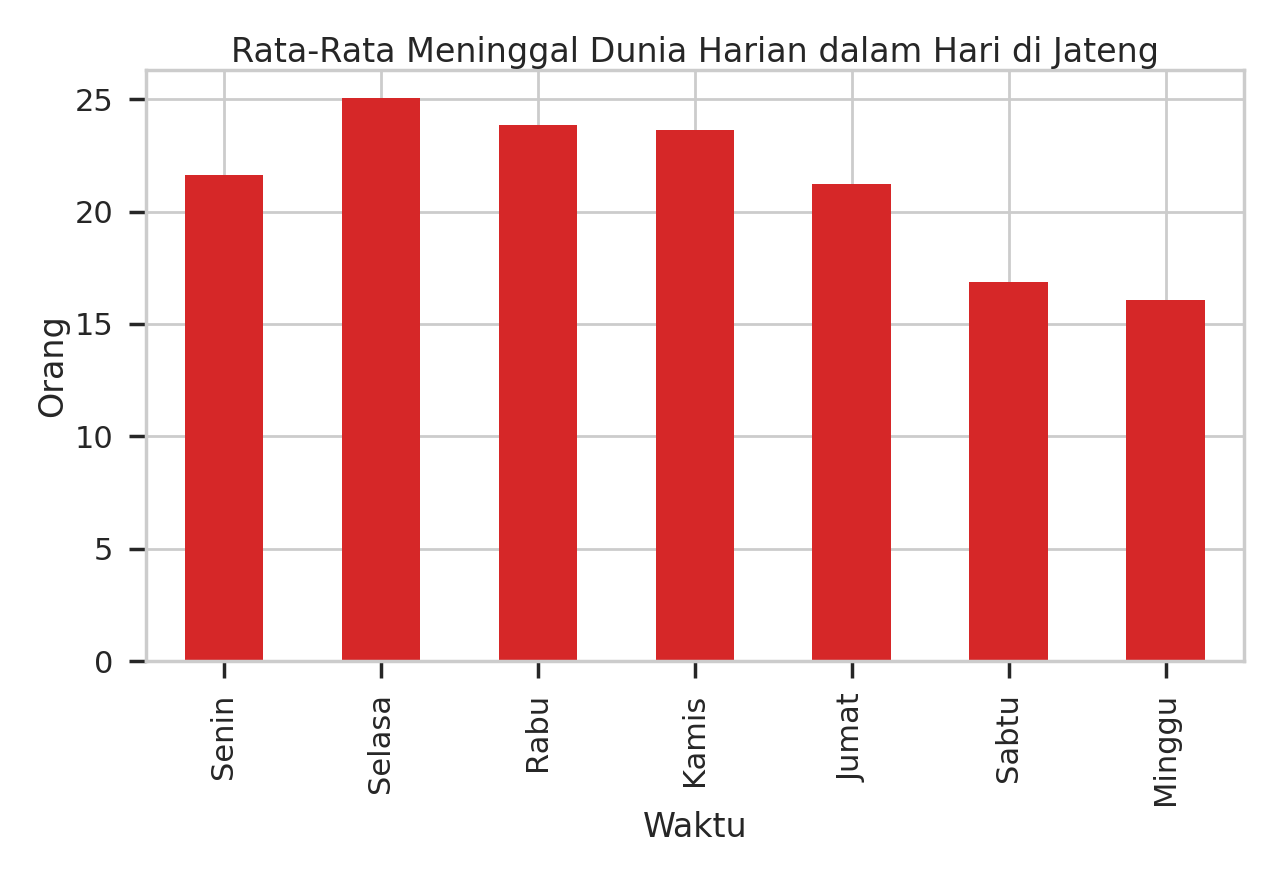 Rata-Rata Meninggal Dunia Harian dalam Hari di Jateng
25
20
15
10
5
0
Orang
Senin
Selasa
Rabu
Kamis
Jumat
Sabtu
Minggu
Waktu